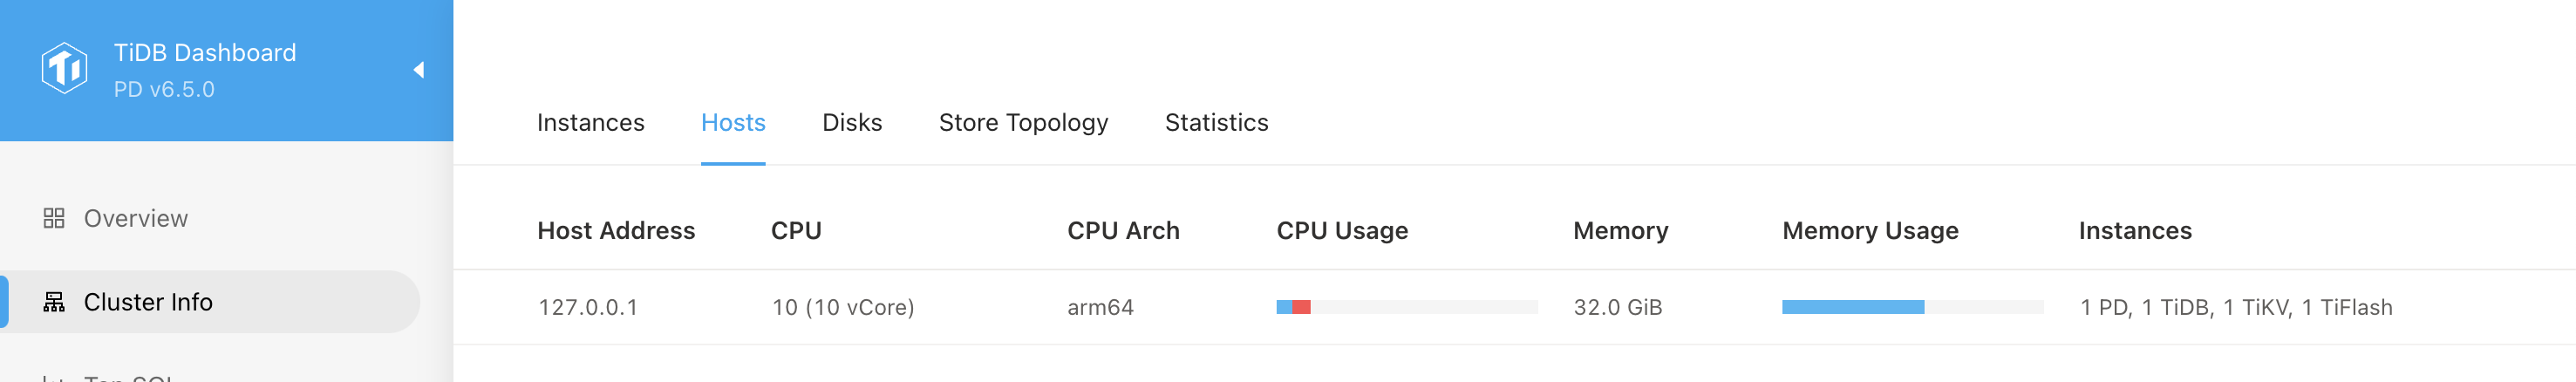 TiDB Dashboard
PD v6.5.0
Overview
Cluster Info
Instances Hosts Disks Store Topology Statistics
Host Address CPU CPU Arch CPU Usage Memory Memory Usage Instances
127.0.0.1 10 (10 vCore) arm64 32.0 GiB 1 PD, 1 TiDB, 1 TiKV, 1 TiFlash